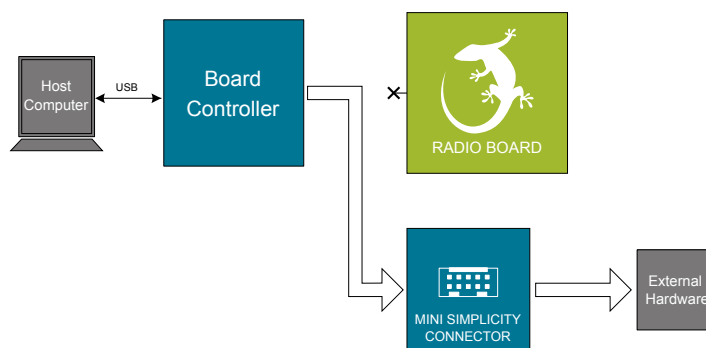 Host
Computer
USB
Board
Controller
RADIO BOARD
MINI SIMPLICITY
CONNECTOR
External
Hardware